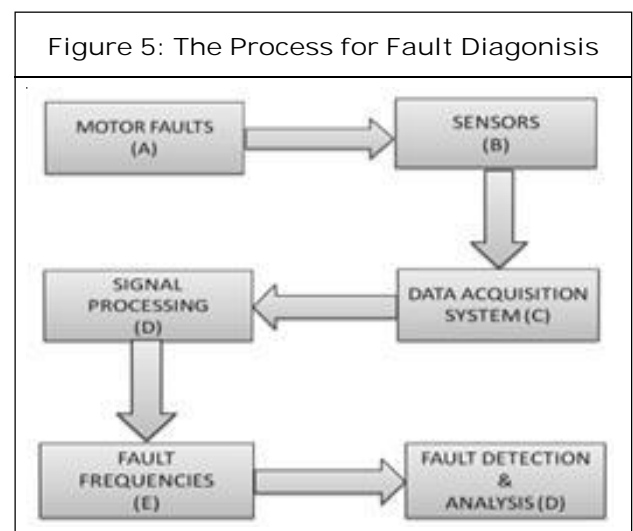 Figure 5: The Process for Fault Diagonisis
MOTOR FAULTS
(A)
SENSORS
(B)
DATA ACQUISITION
SYSTEM (C)
SIGNAL
PROCESSING
(D)
FAULT
FREQUENCIES
(E)
FAULT DETECTION
&
ANALYSIS (D)